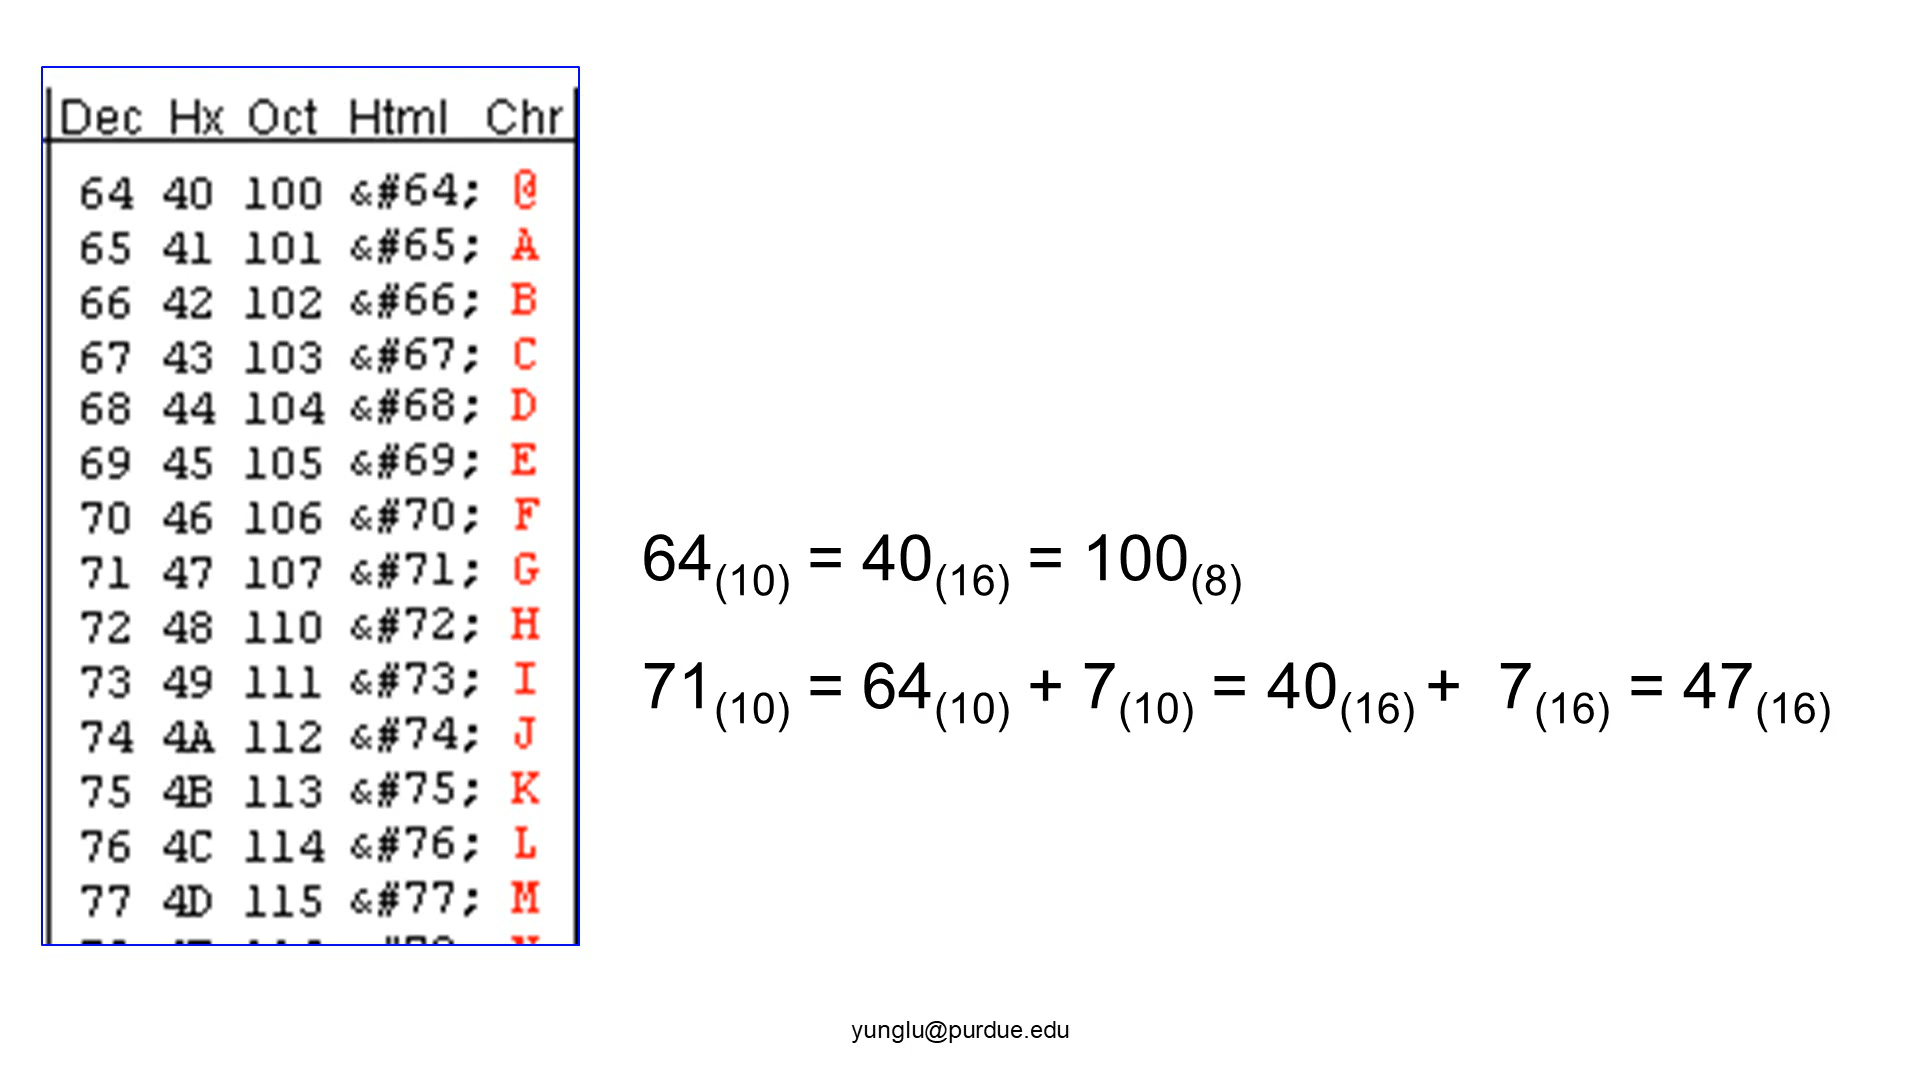 Dec Hx Oct Html Chr
64 40 100 &#64; @
65 41 101 &#65; A
66 42 102 &#66; B
67 43 103 &#67; C
68 44 104 &#68; D
69 45 105 &#69; E
70 46 106 &#70; F
71 47 107 &#71; G
72 48 110 &#72; H
73 49 111 &#73; I
74 4A 112 &#74; J
75 4B 113 &#75; K
76 4C 114 &#76; L
77 4D 115 &#77; M
64(10) = 40(16) = 100(8)
71(10) = 64(10) + 7(10) = 40(16) + 7(16) = 47(16)
yunglu@purdue.edu